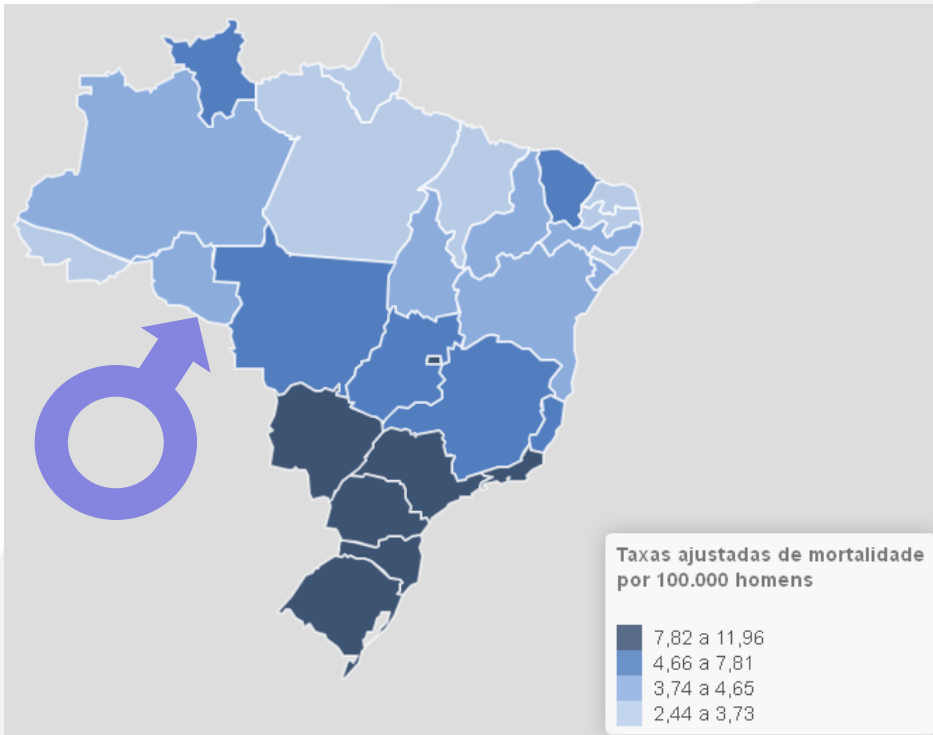 Taxas ajustadas de mortalidade
por 100.000 homens
7,82 a 11,96
4,66 a 7,81
3,74 a 4,65
2,44 a 3,73